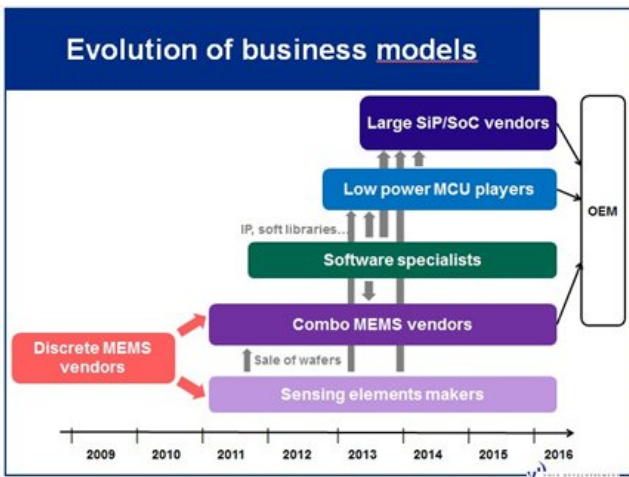 Evolution of business models
Large SiP/SoC vendors
Low power MCU players
OEM
IP, soft libraries...
Software specialists
Combo MEMS vendors
Discrete MEMS
vendors
Sale of wafers
Sensing elements makers
2009 2010 2011 2012 2013 2014 2015 2016